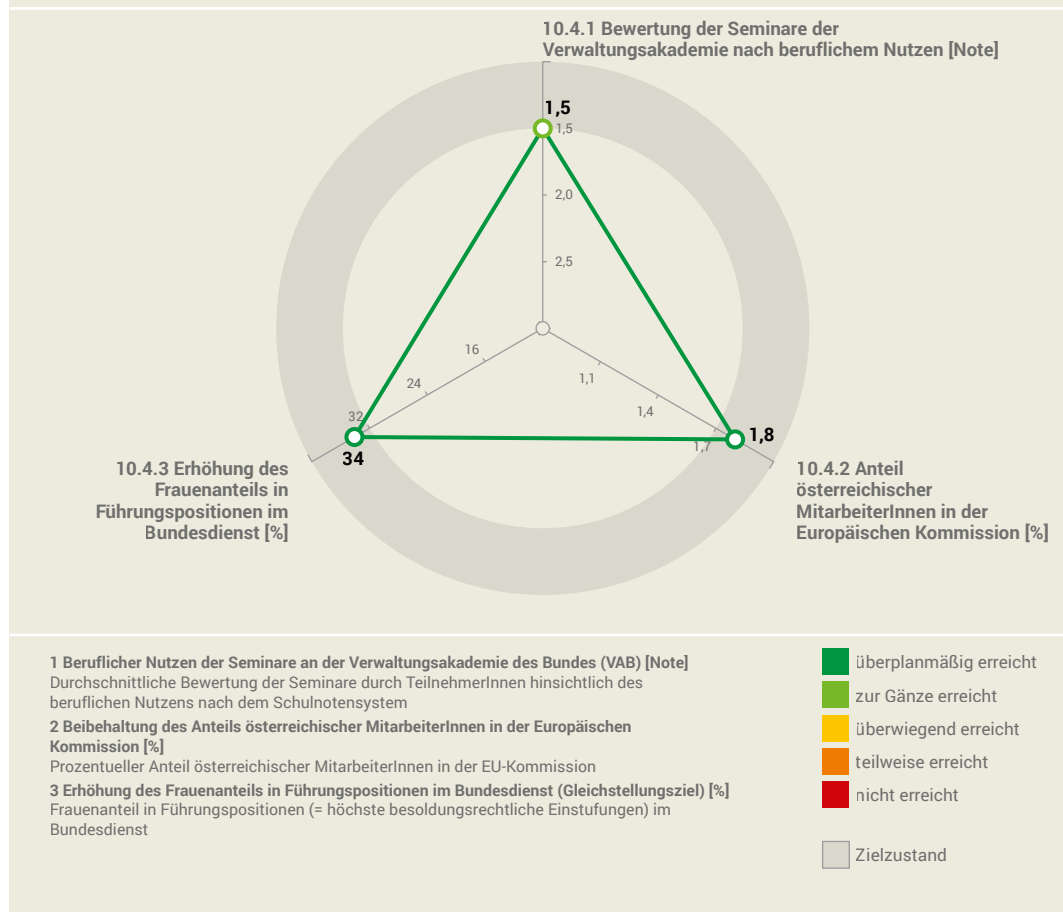 10.4.1 Bewertung der Seminare der
Verwaltungsakademie nach beruflichem Nutzen [Note]
1,5
1,5
2,0
2,5
16
24
32
34
1,1
1,4
1,7
1,8
10.4.3 Erhöhung des
Frauenanteils in
Führungspositionen im
Bundesdienst [%]
10.4.2 Anteil
österreichischer
MitarbeiterInnen in der
Europäischen Kommission [%]
1 Beruflicher Nutzen der Seminare an der Verwaltungsakademie des Bundes (VAB) [Note]
Durchschnittliche Bewertung der Seminare durch TeilnehmerInnen hinsichtlich des
beruflichen Nutzens nach dem Schulnotensystem
2 Beibehaltung des Anteils österreichischer MitarbeiterInnen in der Europäischen
Kommission [%]
Prozentueller Anteil österreichischer MitarbeiterInnen in der EU-Kommission
3 Erhöhung des Frauenanteils in Führungspositionen im Bundesdienst (Gleichstellungsziel) [%]
Frauenanteil in Führungspositionen (= höchste besoldungsrechtliche Einstufungen) im
Bundesdienst
überplanmäßig erreicht
zur Gänze erreicht
überwiegend erreicht
teilweise erreicht
nicht erreicht
Zielzustand